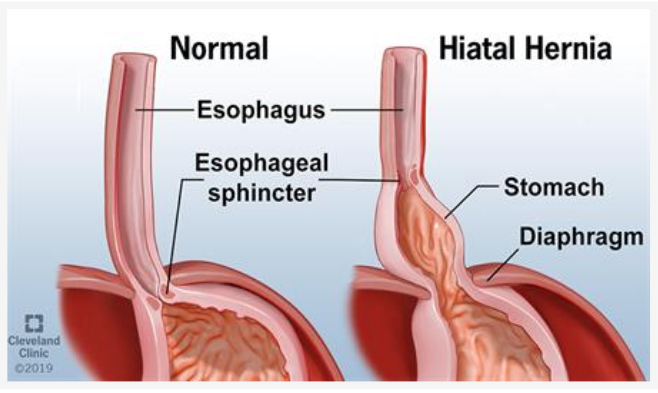 Normal
Hiatal Hernia
Esophagus
Esophageal
sphincter
Stomach
Diaphragm
Cleveland
Clinic
©2019